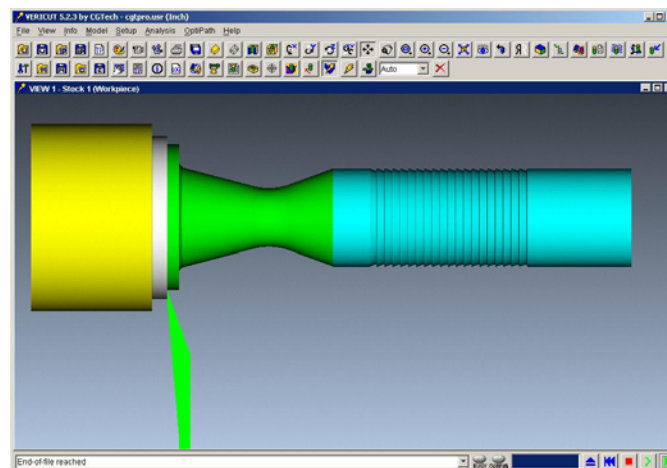 VERICUT 5.2.3 by CGTech - cgtpro.usr (Inch)
File View Info Model Setup Analysis OptiPath Help
Auto
VIEW 1 - Stock 1 (Workpiece)
End-of-file reached